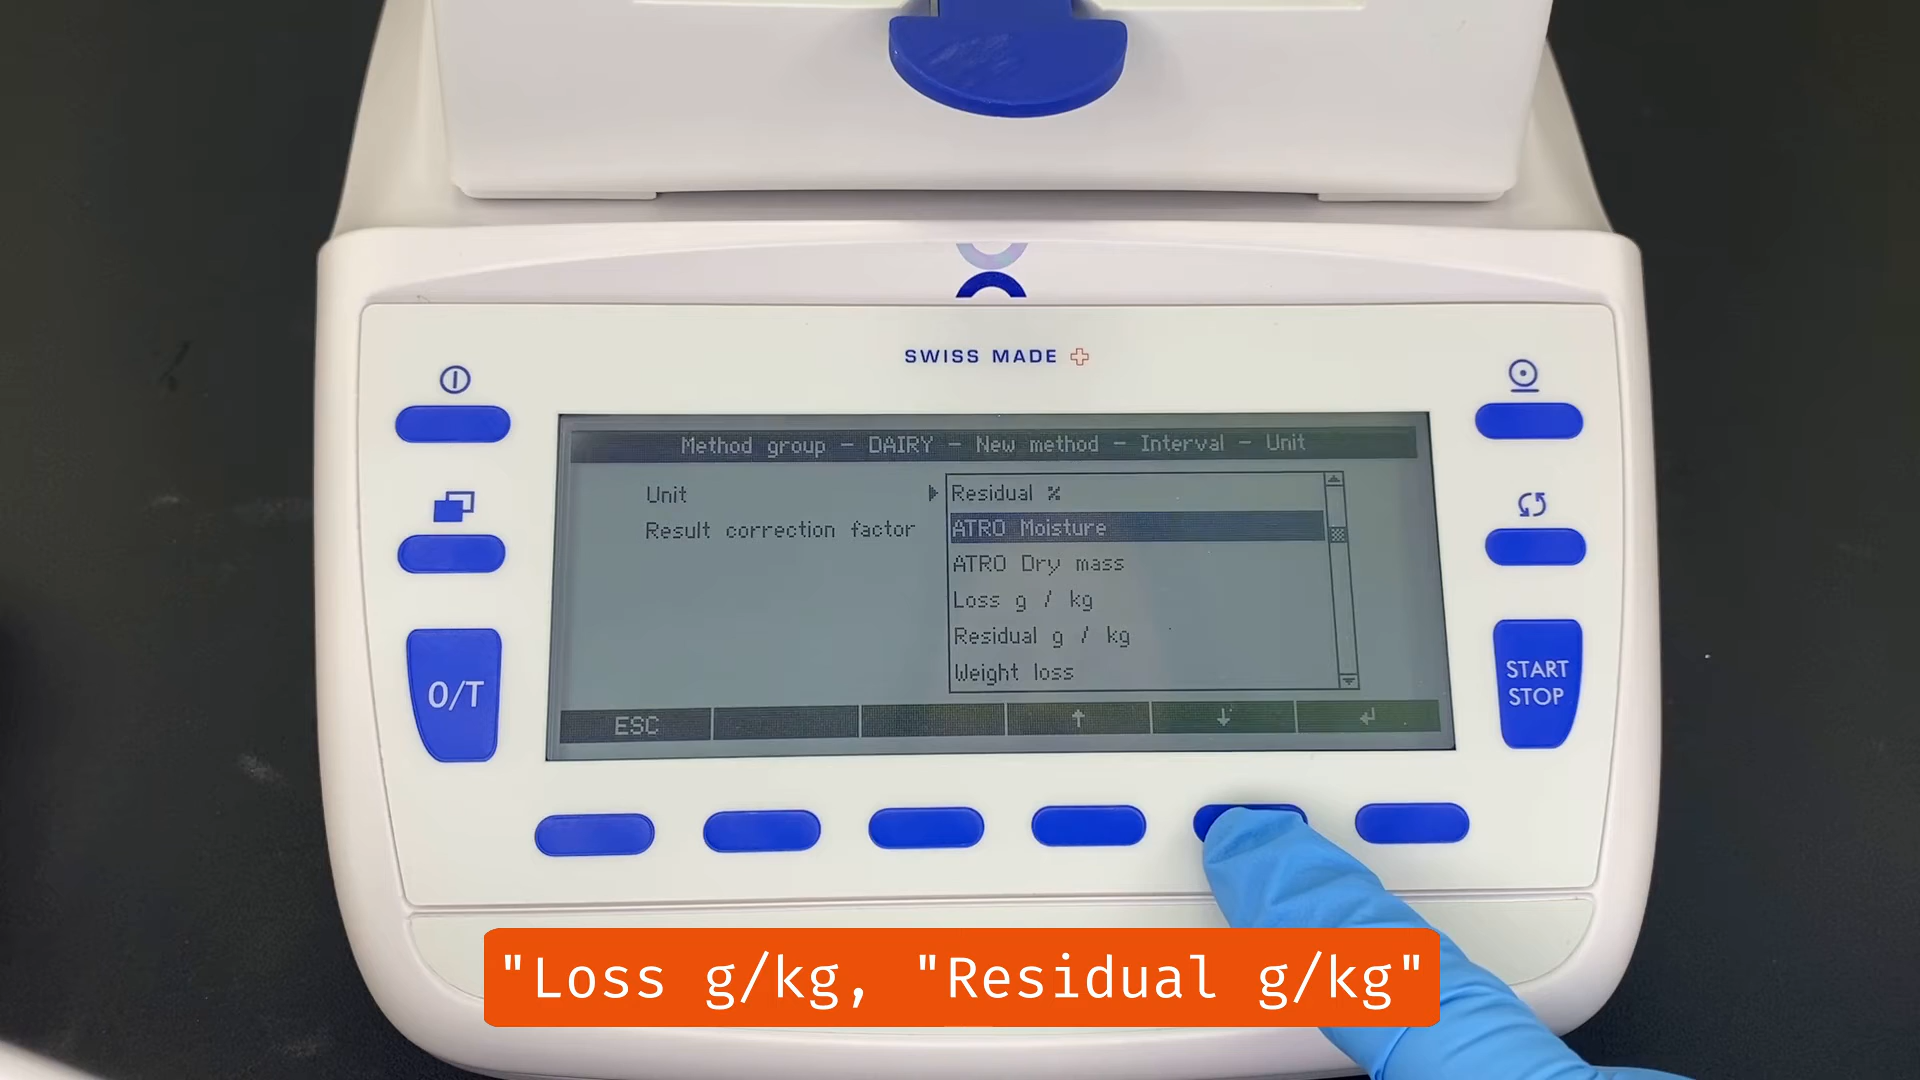 SWISS MADE
Method group - DAIRY - New method - Interval - Unit
Unit
Residual %
Result correction factor
ATRO Moisture
ATRO Dry mass
Loss g / kg
Residual g / kg
Weight loss
ESC ↑ ↓ ↵
0/T
START
STOP
"Loss g/kg, "Residual g/kg"